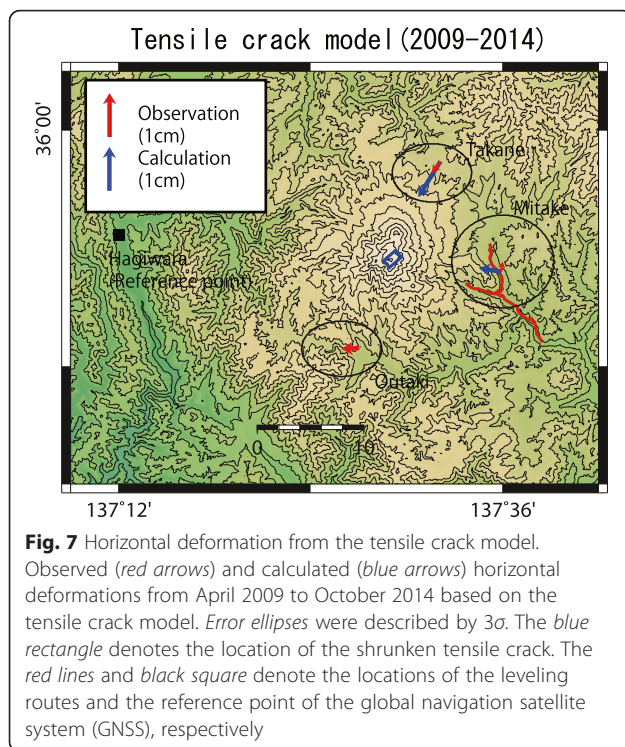 Tensile crack model(2009-2014)
36°00'
Observation
(1cm)
Calculation
(1cm)
Takane
Mitake
Hagiwara
(Reference point)
Outaki
0 10
137°12' 137°36'
Fig. 7 Horizontal deformation from the tensile crack model.
Observed (red arrows) and calculated (blue arrows) horizontal
deformations from April 2009 to October 2014 based on the
tensile crack model. Error ellipses were described by 3σ. The blue
rectangle denotes the location of the shrunken tensile crack. The
red lines and black square denote the locations of the leveling
routes and the reference point of the global navigation satellite
system (GNSS), respectively